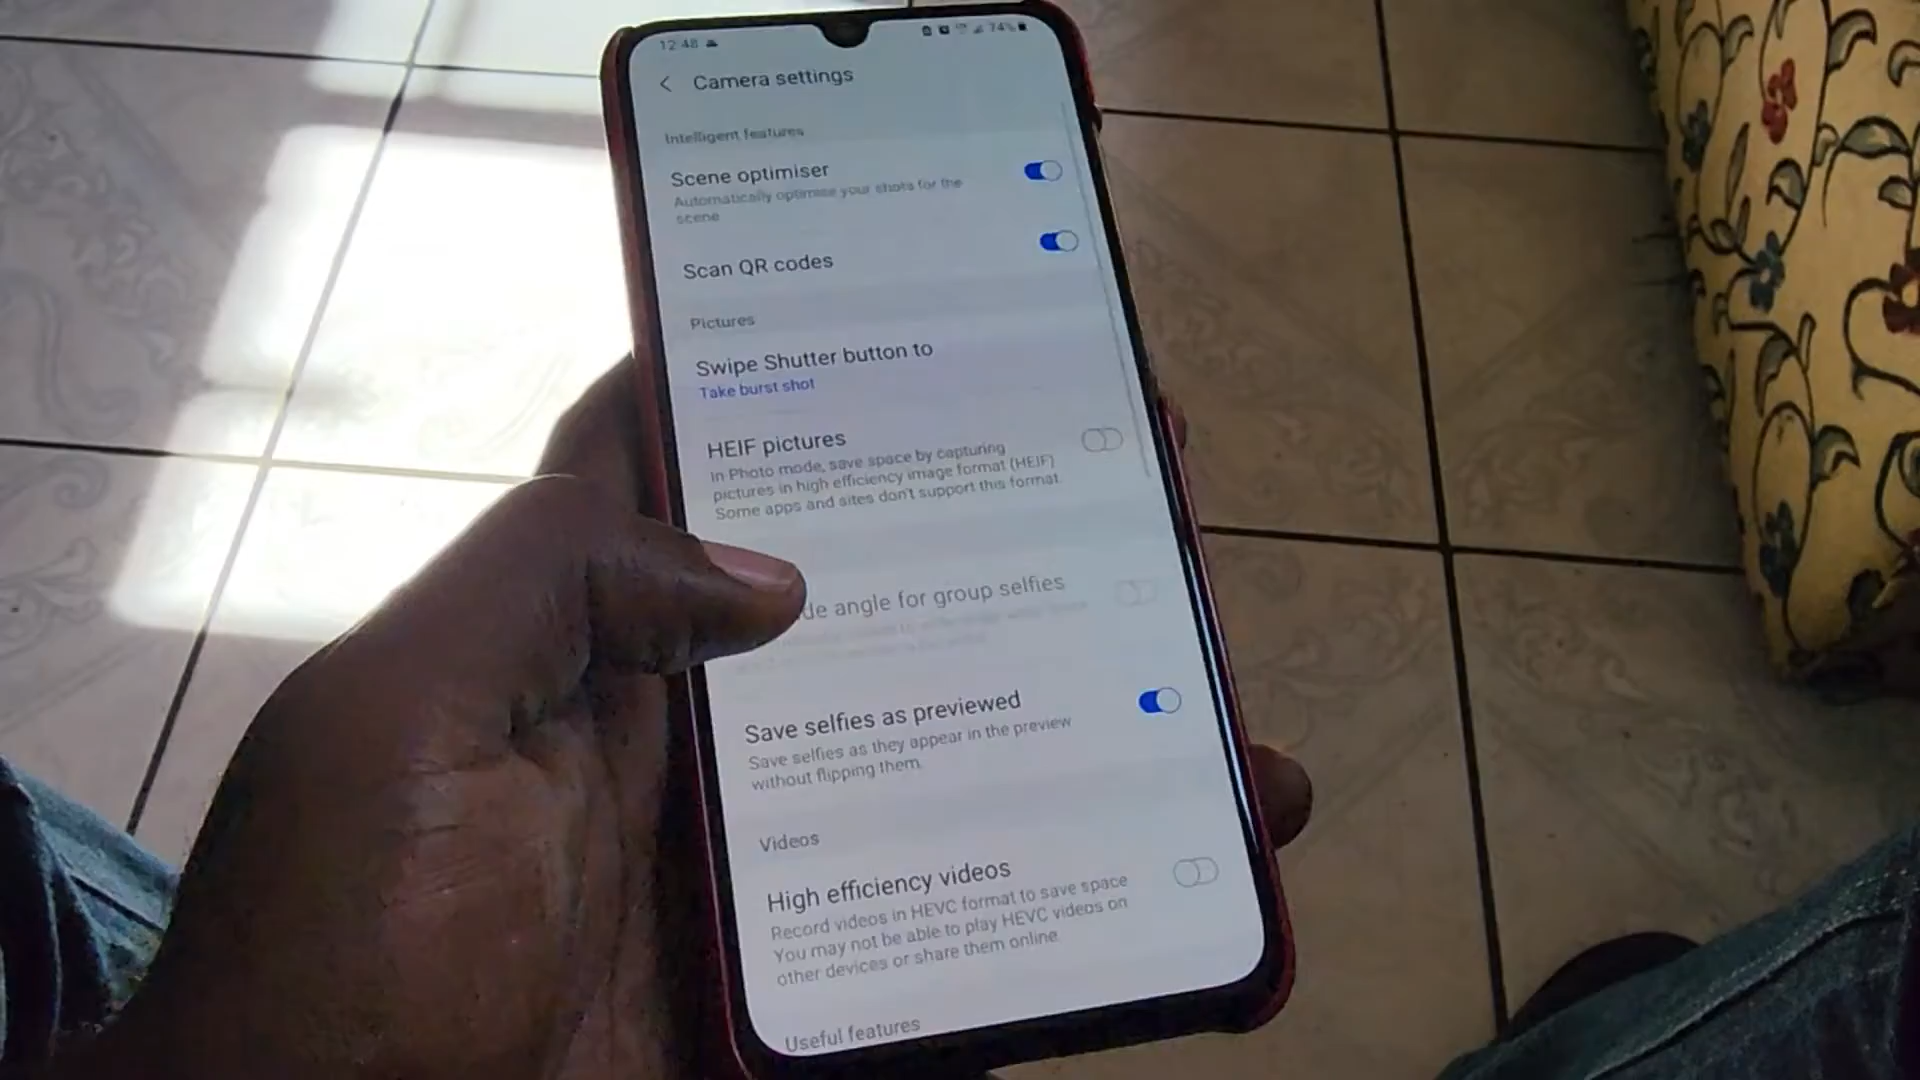 12:48
74%
Camera settings
Intelligent features
Scene optimiser
Automatically optimise your shots for the
scene
Scan QR codes
Pictures
Swipe Shutter button to
Take burst shot
HEIF pictures
In Photo mode, save space by capturing
pictures in high efficiency image format (HEIF)
Some apps and sites don't support this format.
angle for group selfies
Save selfies as previewed
Save selfies as they appear in the preview
without flipping them.
Videos
High efficiency videos
Record videos in HEVC format to save space
You may not be able to play HEVC videos on
other devices or share them online.
Useful features